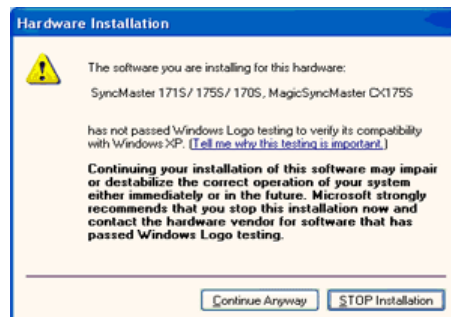 Hardware Installation
The software you are installing for this hardware:
SyncMaster 171S/ 175S/ 170S, MagicSyncMaster CX175S
has not passed Windows Logo testing to verify its compatibility
with Windows XP. (Tell me why this testing is important.)
Continuing your installation of this software may impair
or destabilize the correct operation of your system
either immediately or in the future. Microsoft strongly
recommends that you stop this installation now and
contact the hardware vendor for software that has
passed Windows Logo testing.
Continue Anyway STOP Installation